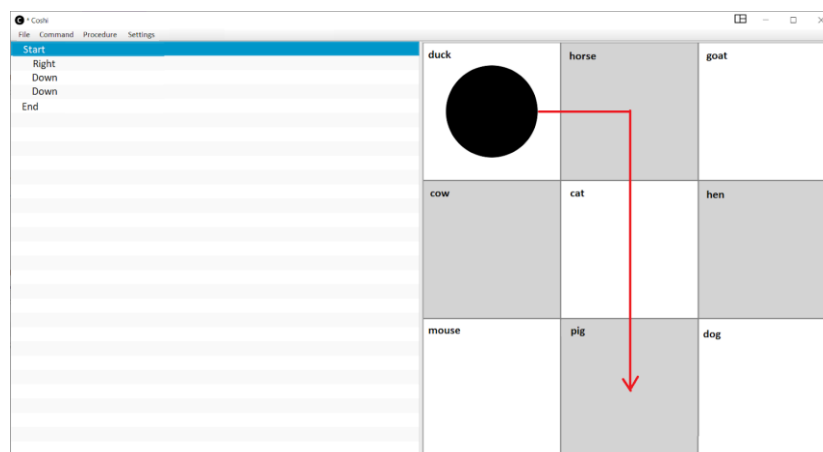 C * Coshi
File Command Procedure Settings
Start
Right
Down
Down
End
duck horse goat
cow cat hen
mouse pig dog